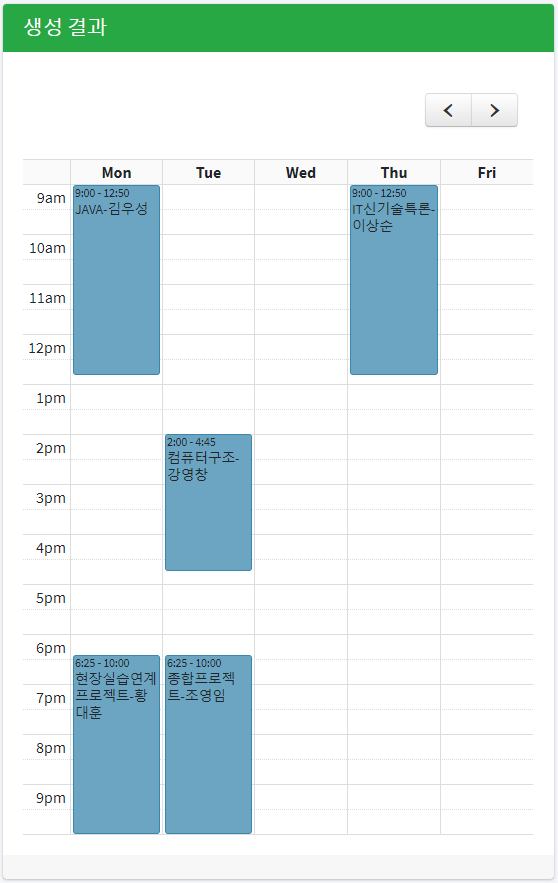 생성 결과
Mon Tue Wed Thu Fri
9am
9:00 - 12:50
JAVA-김우성
9:00 - 12:50
IT신기술특론-
이상순
10am
11am
12pm
1pm
2pm
2:00 - 4:45
컴퓨터구조-
강영창
3pm
4pm
5pm
6pm
6:25 - 10:00
현장실습연계
프로젝트-황
대훈
6:25 - 10:00
종합프로젝
트-조영임
7pm
8pm
9pm